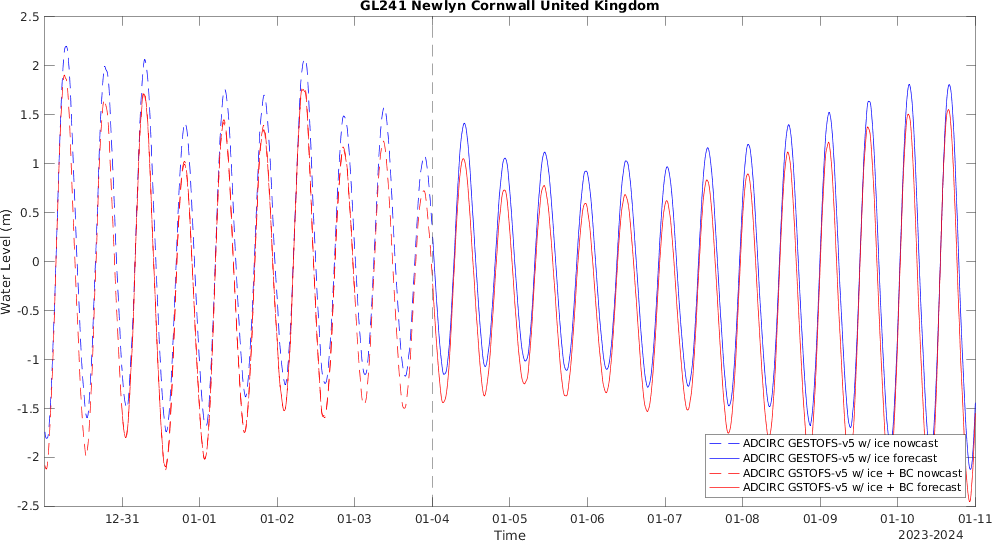 GL241 Newlyn Cornwall United Kingdom
2.5
2
1.5
1
0.5
0
-0.5
-1
-1.5
-2
-2.5
Water Level (m)
ADCIRC GESTOFS-v5 w/ ice nowcast
ADCIRC GESTOFS-v5 w/ ice forecast
ADCIRC GSTOFS-v5 w/ ice + BC nowcast
ADCIRC GSTOFS-v5 w/ ice + BC forecast
12-31 01-01 01-02 01-03 01-04 01-05 01-06 01-07 01-08 01-09 01-10 01-11
Time
2023-2024